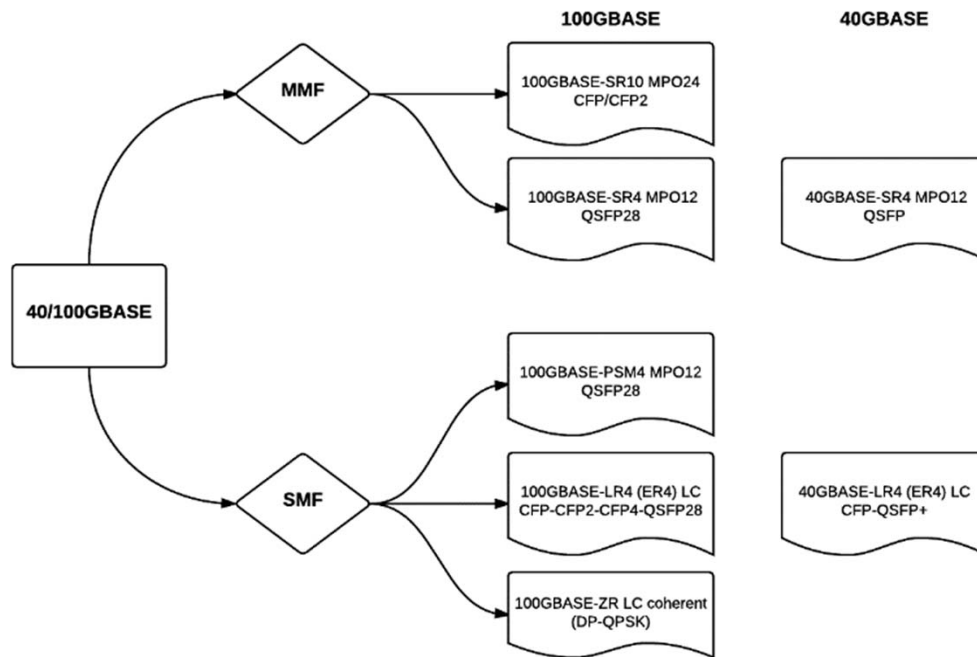 100GBASE
40GBASE
MMF
100GBASE-SR10 MPO24
CFP/CFP2
100GBASE-SR4 MPO12
QSFP28
40GBASE-SR4 MPO12
QSFP
40/100GBASE
100GBASE-PSM4 MPO12
QSFP28
SMF
100GBASE-LR4 (ER4) LC
CFP-CFP2-CFP4-QSFP28
40GBASE-LR4 (ER4) LC
CFP-QSFP+
100GBASE-ZR LC coherent
(DP-QPSK)